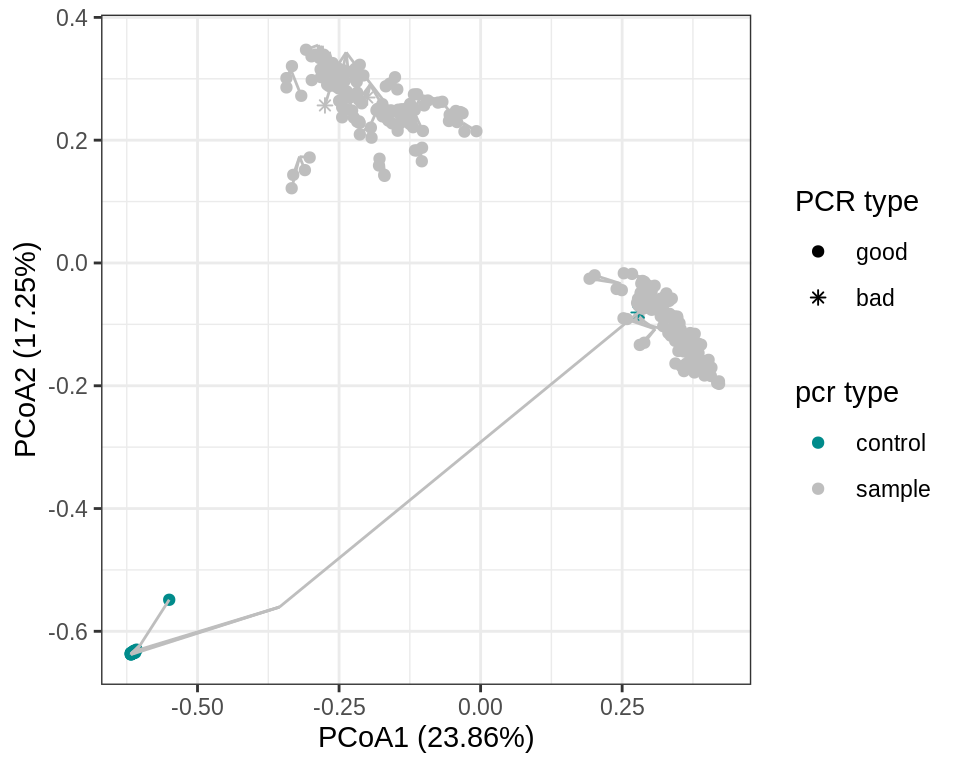 0.4
0.2
0.0
-0.2
-0.4
-0.6
PCoA2 (17.25%)
-0.50
-0.25
0.00
0.25
PCoA1 (23.86%)
PCR type
good
bad
pcr type
control
sample